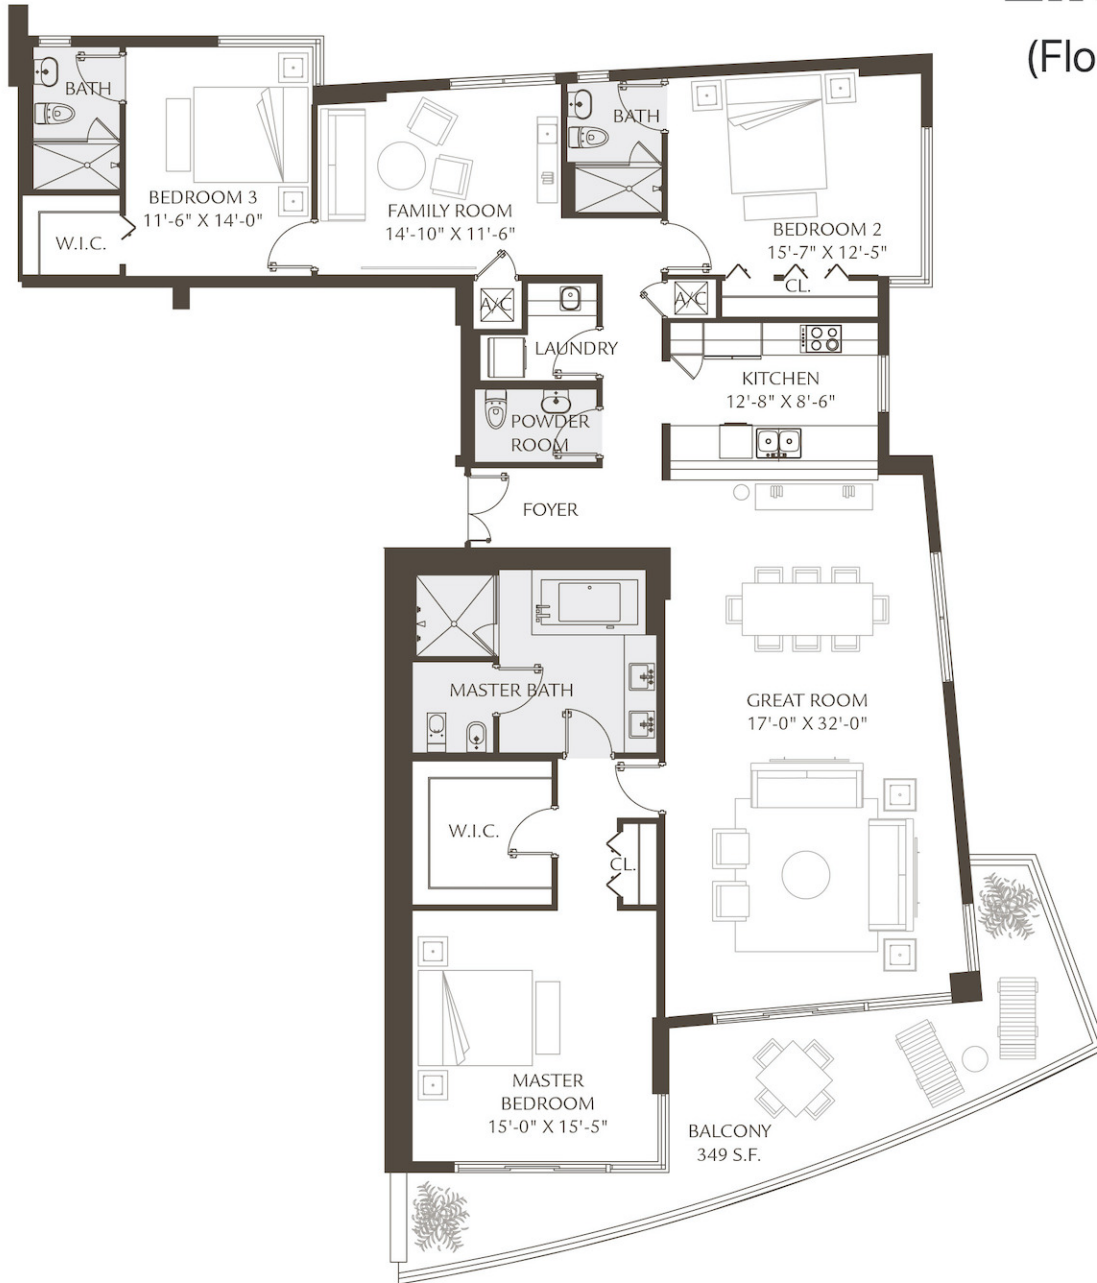 (Flo
BATH
BATH
BEDROOM 3
11'-6" X 14'-0"
FAMILY ROOM
14'-10" X 11'-6"
BEDROOM 2
15'-7" X 12'-5"
W.I.C.
CL.
A/C
A/C
LAUNDRY
KITCHEN
12'-8" X 8'-6"
POWDER
ROOM
FOYER
MASTER BATH
GREAT ROOM
17'-0" X 32'-0"
W.I.C.
CL.
MASTER
BEDROOM
15'-0" X 15'-5"
BALCONY
349 S.F.